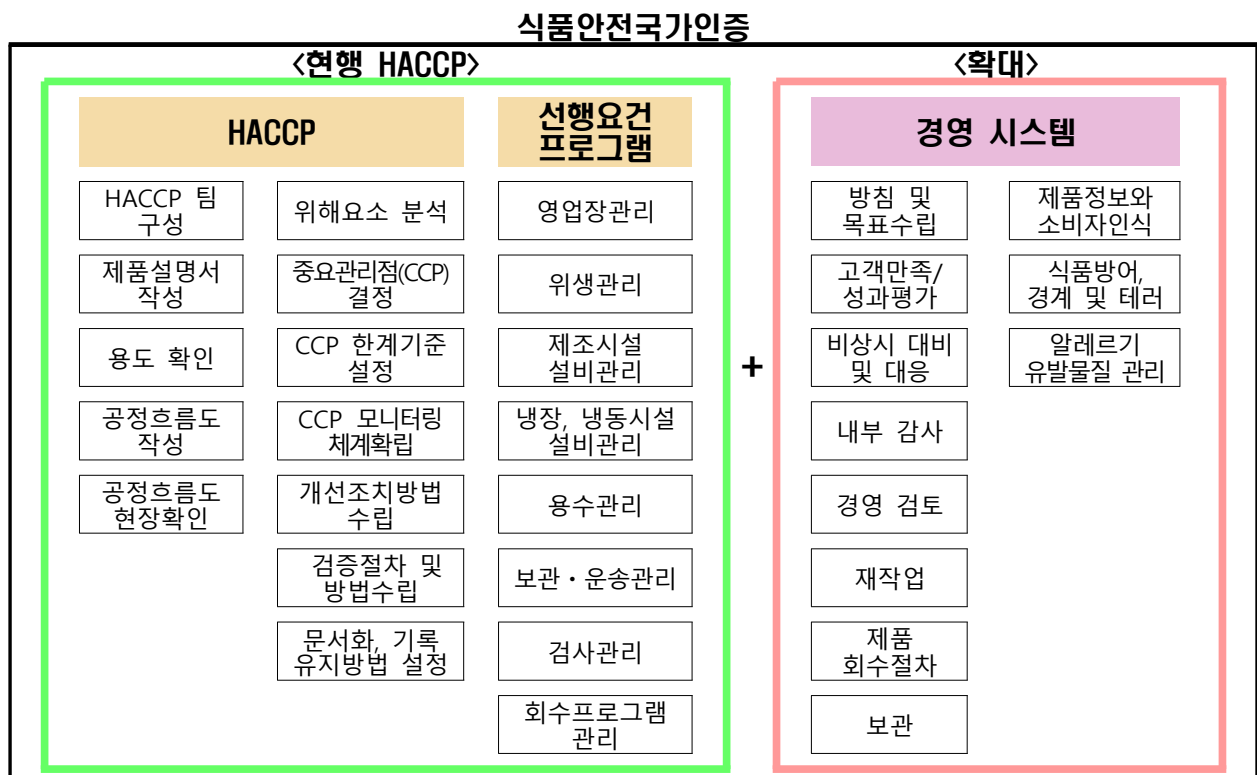 식품안전국가인증
<현행 HACCP>
HACCP
선행요건
프로그램
HACCP 팀
구성
제품설명서
작성
용도 확인
공정흐름도
작성
공정흐름도
현장확인
위해요소 분석
중요관리점(CCP)
결정
CCP 한계기준
설정
CCP 모니터링
체계확립
개선조치방법
수립
검증절차 및
방법수립
문서화, 기록
유지방법 설정
영업장관리
위생관리
제조시설
설비관리
냉장, 냉동시설
설비관리
용수관리
보관・운송관리
검사관리
회수프로그램
관리
+
<확대>
경영 시스템
방침 및
목표수립
고객만족/
성과평가
비상시 대비
및 대응
내부 감사
경영 검토
재작업
제품
회수절차
보관
제품정보와
소비자인식
식품방어,
경계 및 테러
알레르기
유발물질 관리